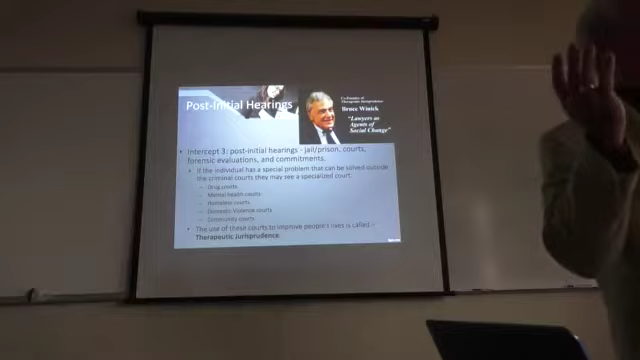 Post-Initial Hearings
Co-Founder of
Therapeutic Jurisprudence
Bruce Winick
"Lawyers as
Agents of
Social Change"
• Intercept 3: post-initial hearings - jail/prison, courts,
forensic evaluations, and commitments.
• If the individual has a special problem that can be solved outside
the criminal courts they may see a specialized court:
– Drug courts
– Mental health courts
– Homeless courts
– Domestic Violence courts
– Community courts
• The use of these courts to improve people's lives is called –
Therapeutic Jurisprudence